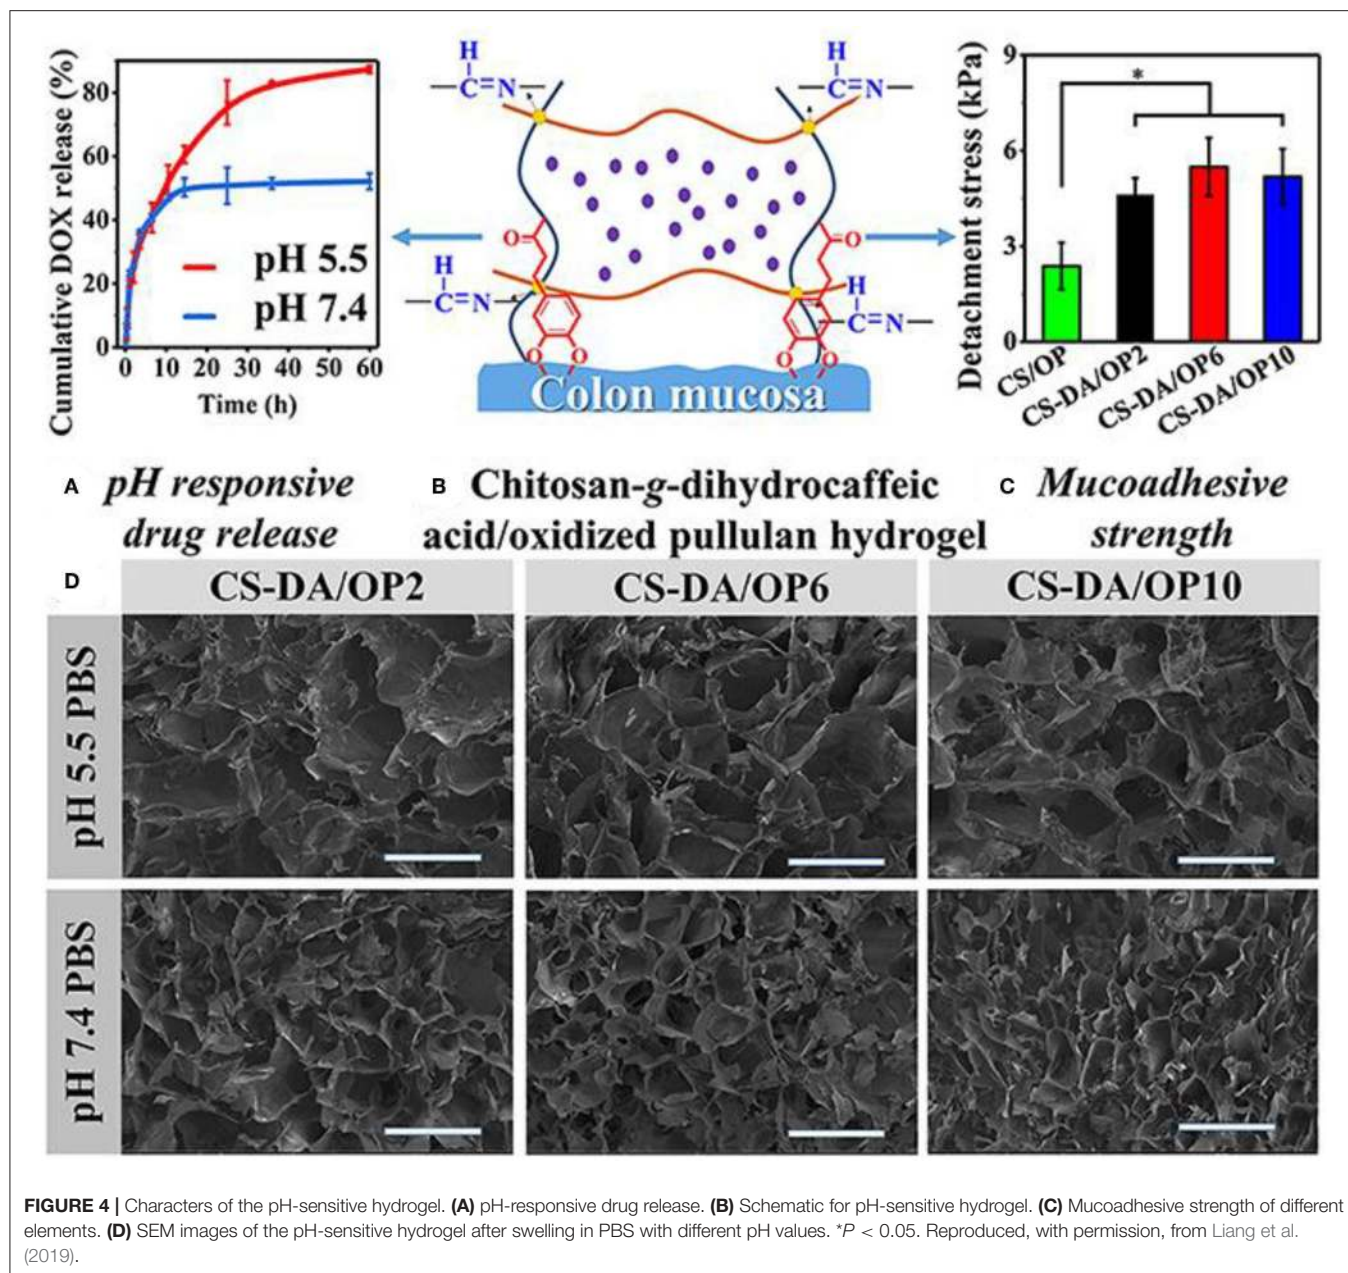 Cumulative DOX release (%)
80
60
40
20
0
0 10 20 30 40 50 60
Time (h)
pH 5.5
pH 7.4
H
C=N
H
C=N
O
O
H
C=N
H
C=N
O O
O O
Colon mucosa
Detachment stress (kPa)
9
6
3
0
*
CS/OP
CS-DA/OP2
CS-DA/OP6
CS-DA/OP10
A pH responsive
drug release
B Chitosan-g-dihydrocaffeic
acid/oxidized pullulan hydrogel
C Mucoadhesive
strength
D
CS-DA/OP2
CS-DA/OP6
CS-DA/OP10
pH 5.5 PBS
pH 7.4 PBS
FIGURE 4 | Characters of the pH-sensitive hydrogel. (A) pH-responsive drug release. (B) Schematic for pH-sensitive hydrogel. (C) Mucoadhesive strength of different
elements. (D) SEM images of the pH-sensitive hydrogel after swelling in PBS with different pH values. *P < 0.05. Reproduced, with permission, from Liang et al.
(2019).